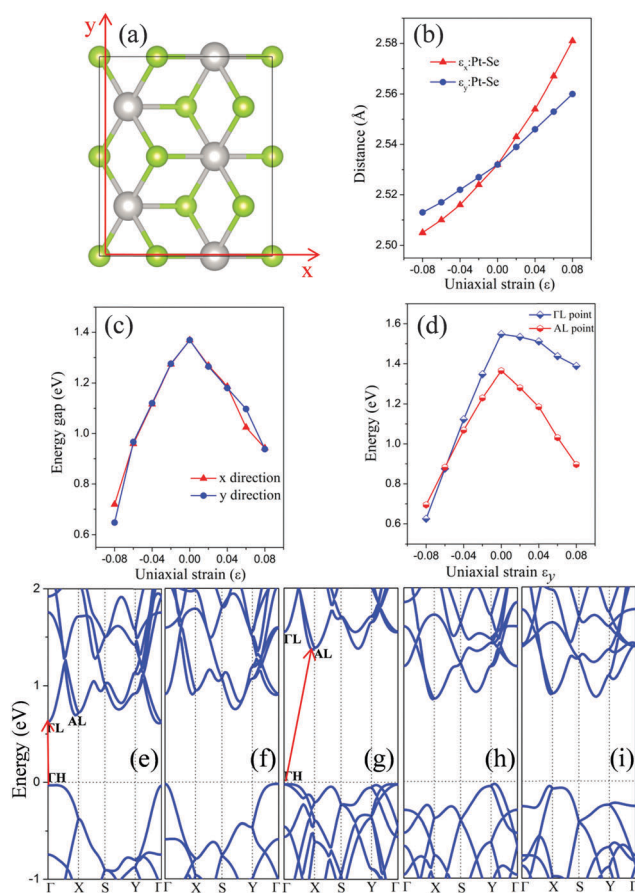 (a)
y
x
(b)
εx:Pt-Se
εy:Pt-Se
Distance (Å)
2.58
2.56
2.54
2.52
2.50
-0.08 -0.04 0.00 0.04 0.08
Uniaxial strain (ε)
(c)
Energy gap (eV)
1.4
1.2
1.0
0.8
0.6
x direction
y direction
-0.08 -0.04 0.00 0.04 0.08
Uniaxial strain (ε)
(d)
ΓL point
AL point
Energy (eV)
1.6
1.4
1.2
1.0
0.8
0.6
-0.08 -0.04 0.00 0.04 0.08
Uniaxial strain εy
Energy (eV)
2
1
0
-1
ΓL AL
ΓH
(e)
(f)
ΓL
AL
ΓH
(g)
(h)
(i)
Γ X S Y Γ X S Y Γ X S Y Γ X S Y Γ X S Y Γ